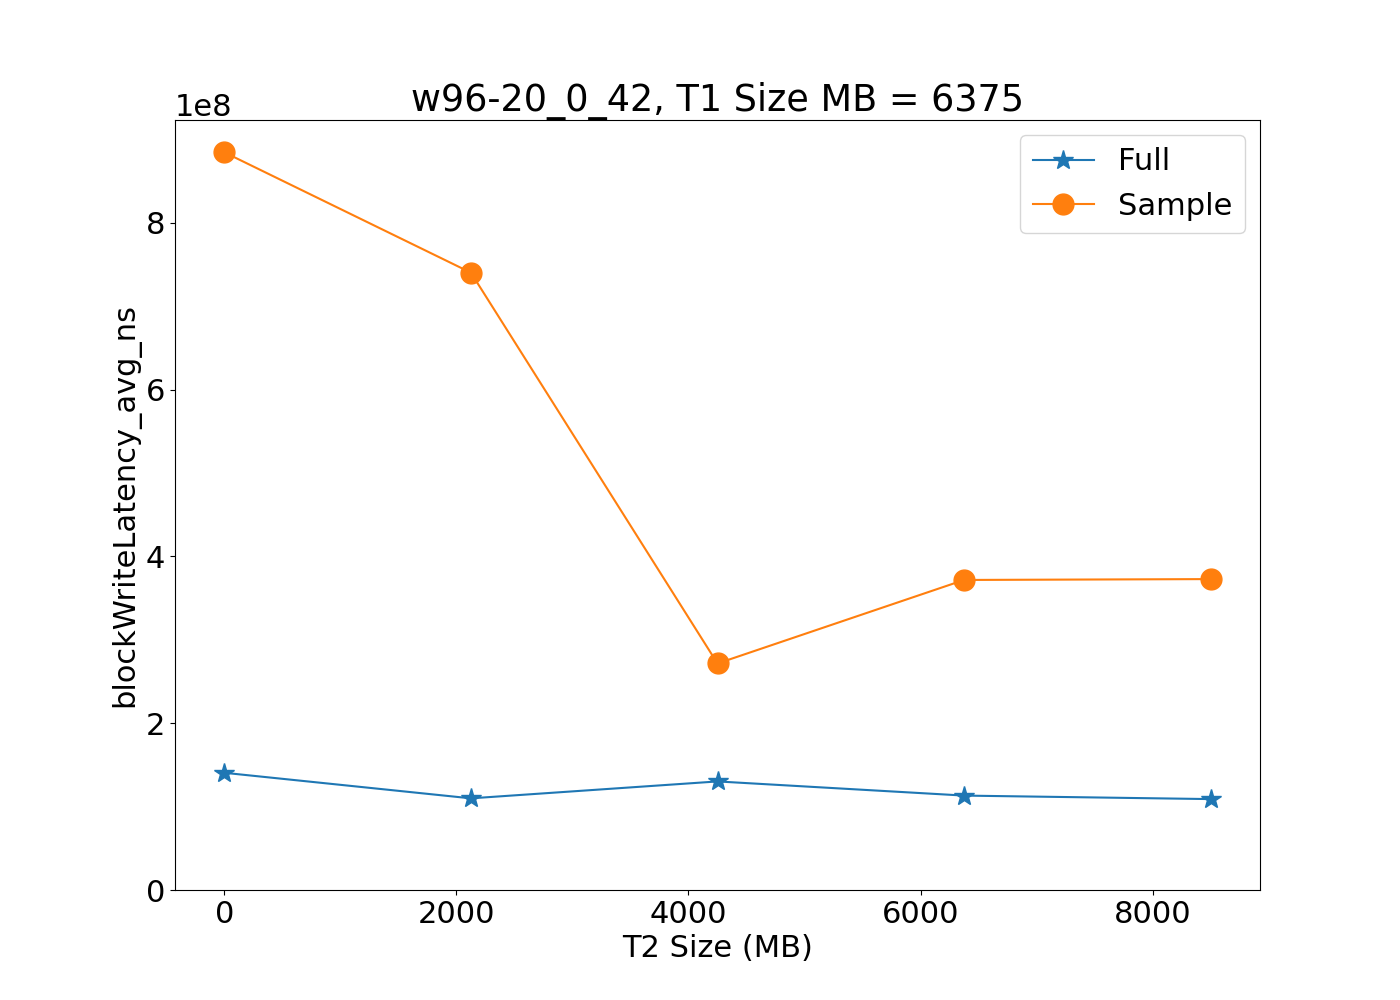 w96-20_0_42, T1 Size MB = 6375
1e8
Full
Sample
8
6
4
2
0
blockWriteLatency_avg_ns
0 2000 4000 6000 8000
T2 Size (MB)